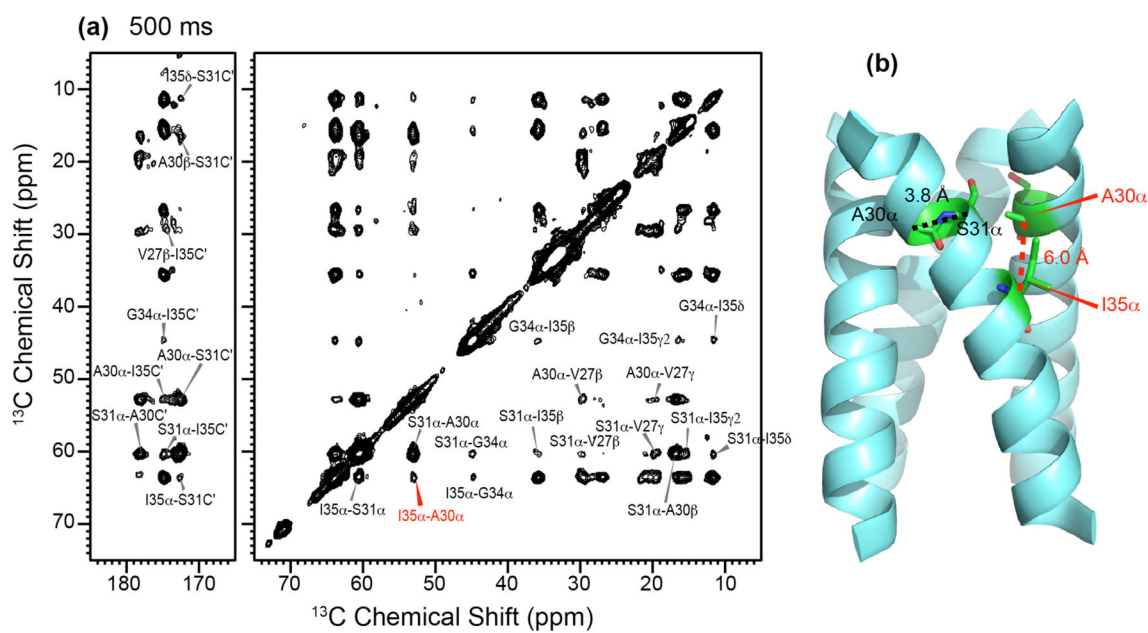 (a) 500 ms
I35δ-S31C'
A30β-S31C'
V27β-I35C'
G34α-I35C'
A30α-S31C'
A30α-I35C'
S31α-A30C'
S31α-I35C'
I35α-S31C'
G34α-I35β
G34α-I35δ
G34α-I35γ2
A30α-V27β
A30α-V27γ
S31α-A30α
S31α-G34α
S31α-I35β
S31α-V27β
S31α-V27γ
S31α-I35γ2
S31α-I35δ
I35α-S31α
I35α-A30α
I35α-G34α
S31α-A30β
10
20
30
40
50
60
70
¹³C Chemical Shift (ppm)
¹³C Chemical Shift (ppm)
180 170
70 60 50 40 30 20 10
¹³C Chemical Shift (ppm)
(b)
3.8 Å
A30α
S31α
A30α
6.0 Å
I35α